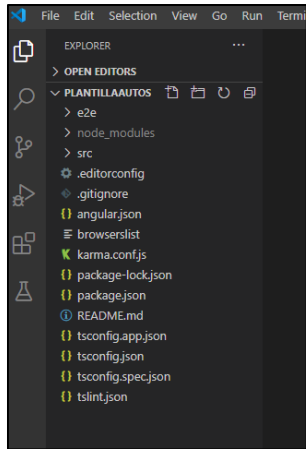 File Edit Selection View Go Run Termi
EXPLORER ...
> OPEN EDITORS
PLANTILLAAUTOS
> e2e
> node_modules
> src
.editorconfig
.gitignore
{} angular.json
browserslist
K karma.conf.js
{} package-lock.json
{} package.json
README.md
{} tsconfig.app.json
{} tsconfig.json
{} tsconfig.spec.json
{} tslint.json